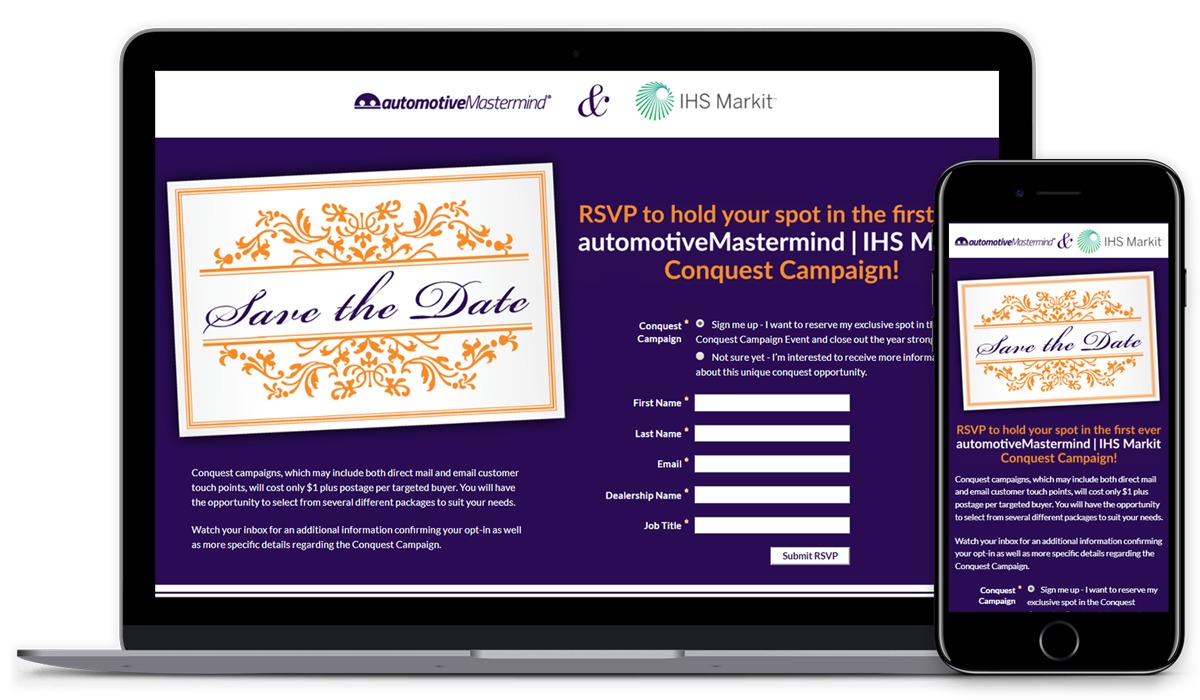 automotiveMastermind® & IHS Markit™
Save the Date
RSVP to hold your spot in the first
automotiveMastermind | IHS M
Conquest Campaign!
Conquest * Sign me up - I want to reserve my exclusive spot in th
Campaign Conquest Campaign Event and close out the year strong
Not sure yet - I'm interested to receive more informa
about this unique conquest opportunity.
First Name *
Last Name *
Email *
Dealership Name *
Job Title *
Submit RSVP
Conquest campaigns, which may include both direct mail and email customer
touch points, will cost only $1 plus postage per targeted buyer. You will have
the opportunity to select from several different packages to suit your needs.
Watch your inbox for an additional information confirming your opt-in as well
as more specific details regarding the Conquest Campaign.
automotiveMastermind® & IHS Markit™
Save the Date
RSVP to hold your spot in the first ever
automotiveMastermind | IHS Markit
Conquest Campaign!
Conquest campaigns, which may include both direct mail
and email customer touch points, will cost only $1 plus
postage per targeted buyer. You will have the opportunity
to select from several different packages to suit your needs.
Watch your inbox for an additional information confirming
your opt-in as well as more specific details regarding the
Conquest Campaign.
Conquest * Sign me up - I want to reserve my
Campaign exclusive spot in the Conquest